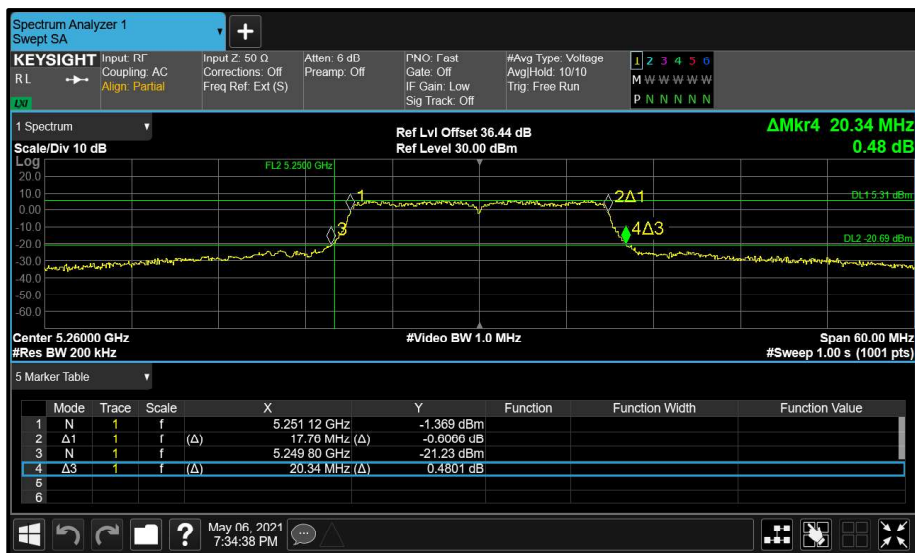 Spectrum Analyzer 1
Swept SA
+
KEYSIGHT
RL
LXI
Input: RF
Coupling: AC
Align: Partial
Input Z: 50 Ω
Corrections: Off
Freq Ref: Ext (S)
Atten: 6 dB
Preamp: Off
PNO: Fast
Gate: Off
IF Gain: Low
Sig Track: Off
#Avg Type: Voltage
Avg|Hold: 10/10
Trig: Free Run
1 2 3 4 5 6
M W W W W W
P N N N N N
1 Spectrum
Scale/Div 10 dB
Ref Lvl Offset 36.44 dB
Ref Level 30.00 dBm
ΔMkr4 20.34 MHz
0.48 dB
Log
FL2 5.2500 GHz
20.0
10.0
0.00
-10.0
-20.0
-30.0
-40.0
-50.0
-60.0
1
2Δ1
3
4Δ3
DL1 5.31 dBm
DL2 -20.69 dBm
Center 5.26000 GHz
#Res BW 200 kHz
#Video BW 1.0 MHz
Span 60.00 MHz
#Sweep 1.00 s (1001 pts)
5 Marker Table
Mode Trace Scale X Y Function Function Width Function Value
1 N 1 f 5.251 12 GHz -1.369 dBm
2 Δ1 1 f (Δ) 17.76 MHz (Δ) -0.6066 dB
3 N 1 f 5.249 80 GHz -21.23 dBm
4 Δ3 1 f (Δ) 20.34 MHz (Δ) 0.4801 dB
5
6
?
May 06, 2021
7:34:38 PM